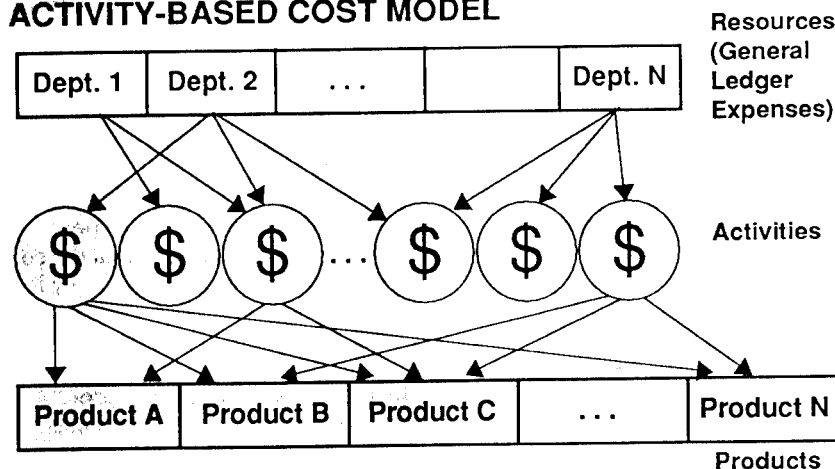 ACTIVITY-BASED COST MODEL
Resources
(General
Ledger
Expenses)
Dept. 1
Dept. 2
...
Dept. N
$
$
$
...
$
$
$
Activities
Product A
Product B
Product C
...
Product N
Products